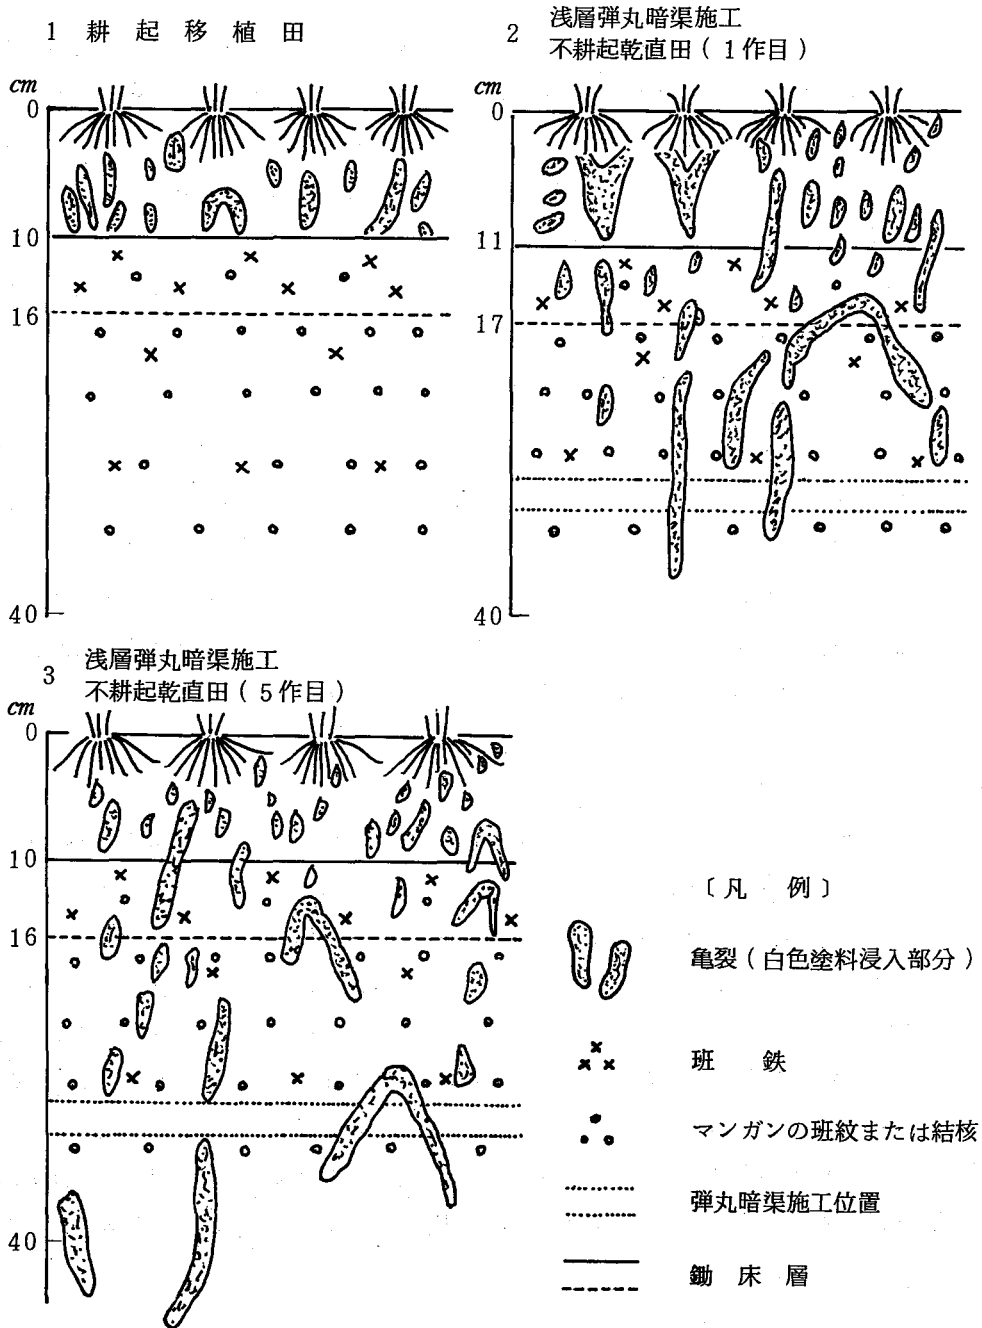 1 耕起移植田
cm
0
10
16
40
2 浅層弾丸暗渠施工
不耕起乾直田(1作目)
cm
0
11
17
40
3 浅層弾丸暗渠施工
不耕起乾直田(5作目)
cm
0
10
16
40
〔凡例〕
亀裂(白色塗料浸入部分)
班鉄
マンガンの班紋または結核
弾丸暗渠施工位置
鋤床層